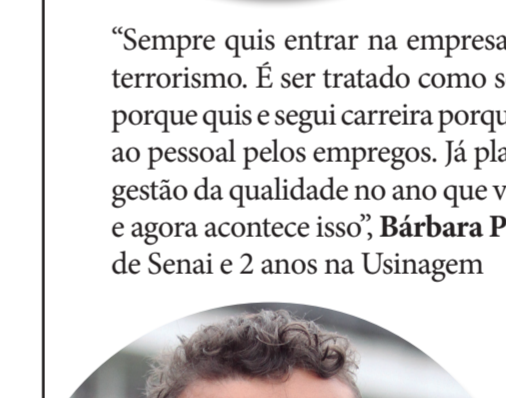 “Sempre quis entrar na empresa
terrorismo. É ser tratado como s
porque quis e segui carreira porqu
ao pessoal pelos empregos. Já pla
gestão da qualidade no ano que v
e agora acontece isso”, Bárbara P
de Senai e 2 anos na Usinagem